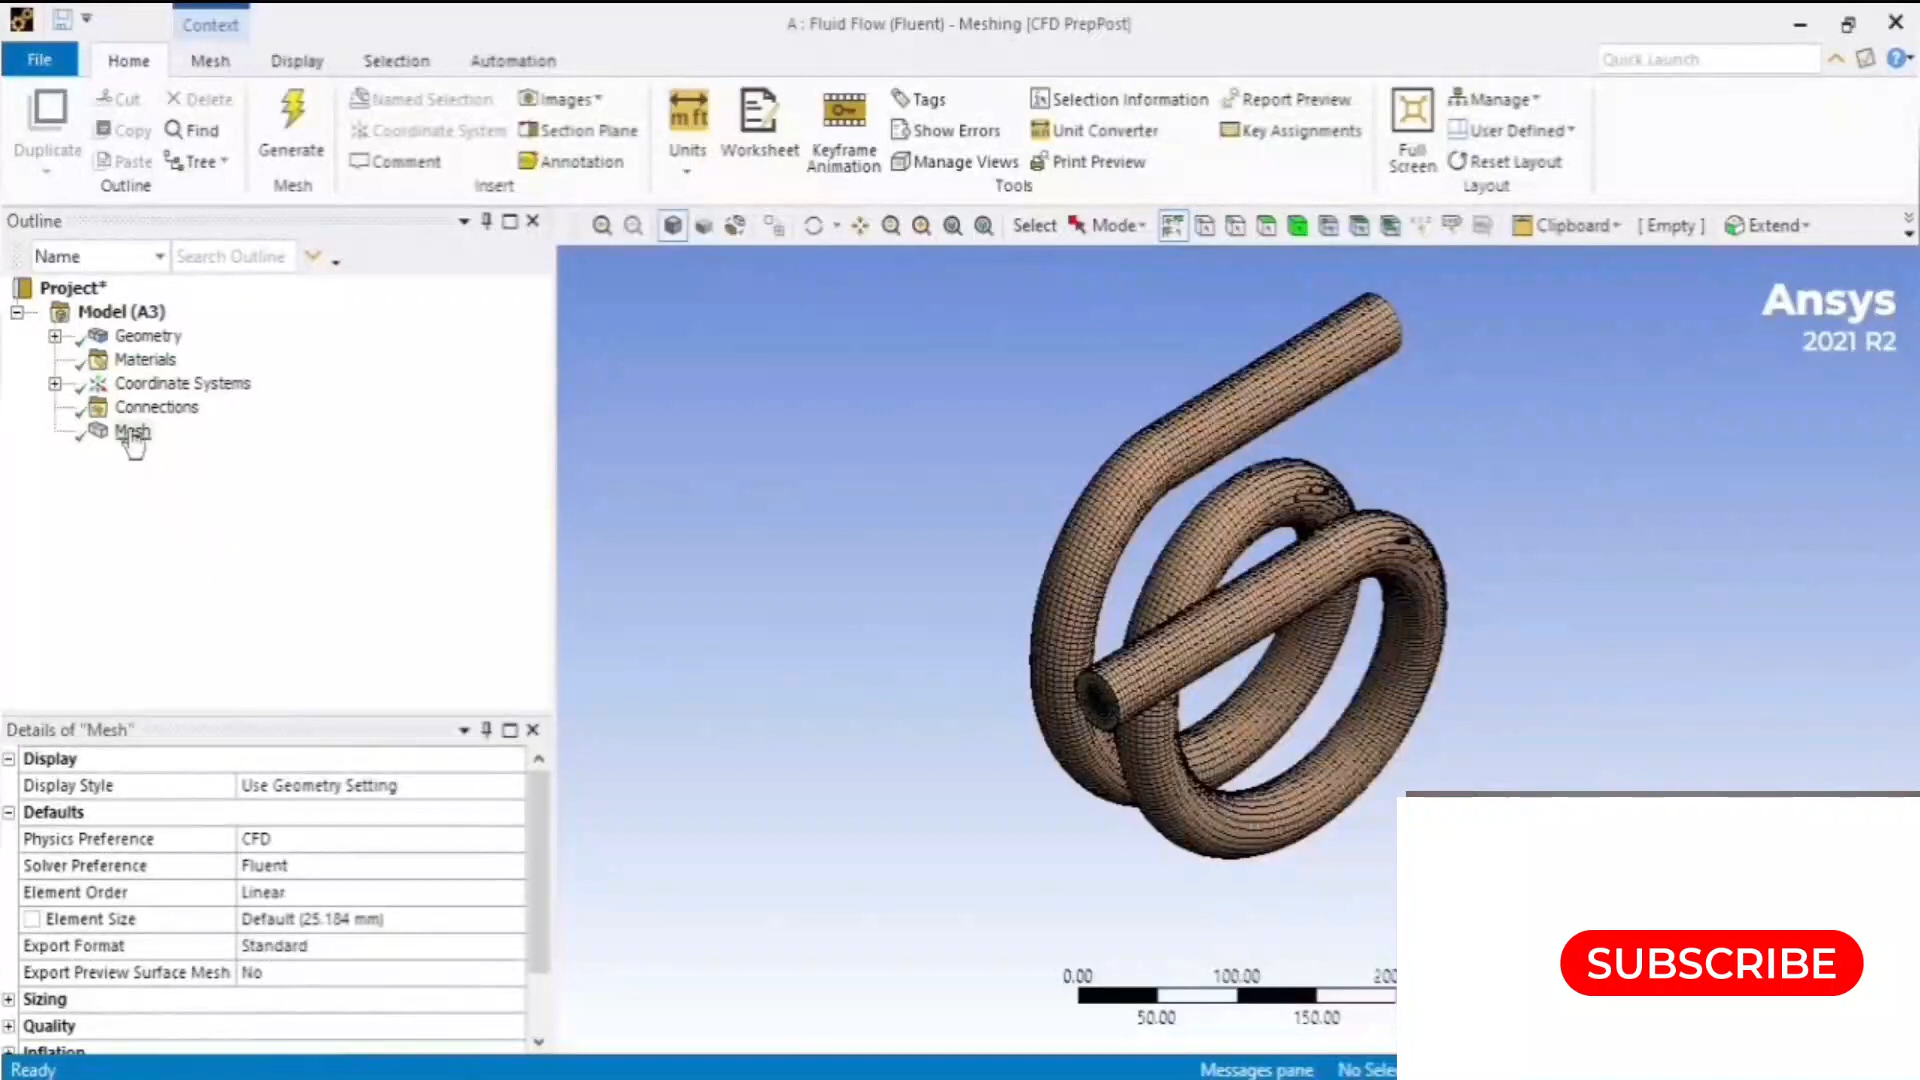 Context
A : Fluid Flow (Fluent) - Meshing [CFD PrepPost]
File
Home
Mesh
Display
Selection
Automation
Quick Launch
Duplicate
Cut
Delete
Copy
Find
Paste
Tree
Outline
Generate
Mesh
Named Selection
Images
Coordinate System
Section Plane
Comment
Annotation
Insert
Units
Worksheet
Keyframe Animation
Tags
Show Errors
Manage Views
Selection Information
Unit Converter
Print Preview
Report Preview
Key Assignments
Tools
Full Screen
Manage
User Defined
Reset Layout
Layout
Outline
Name
Search Outline
Select
Mode
Clipboard
[ Empty ]
Extend
Project*
Model (A3)
Geometry
Materials
Coordinate Systems
Connections
Mesh
Ansys
2021 R2
Details of "Mesh"
Display
Display Style Use Geometry Setting
Defaults
Physics Preference CFD
Solver Preference Fluent
Element Order Linear
Element Size Default (25.184 mm)
Export Format Standard
Export Preview Surface Mesh No
Sizing
Quality
Inflation
0.00 100.00 200
50.00 150.00
SUBSCRIBE
Ready
Messages pane
No Sele